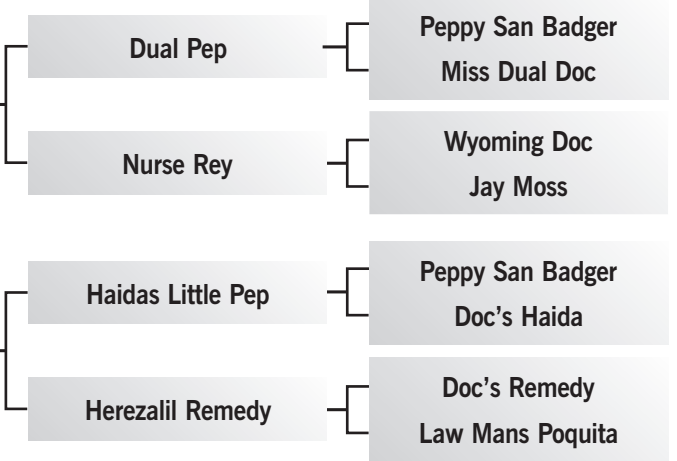 Dual Pep
Peppy San Badger
Miss Dual Doc
Nurse Rey
Wyoming Doc
Jay Moss
Haidas Little Pep
Peppy San Badger
Doc's Haida
Herezalil Remedy
Doc's Remedy
Law Mans Poquita